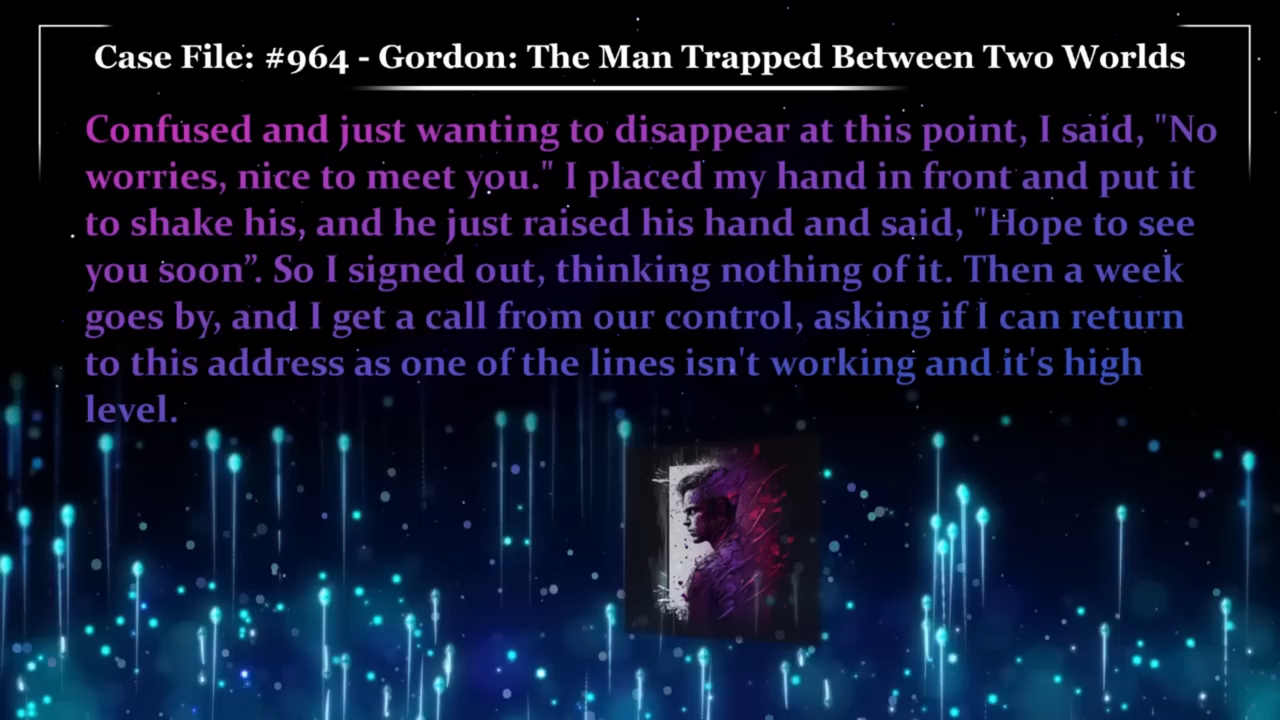 Case File: #964 - Gordon: The Man Trapped Between Two Worlds
Confused and just wanting to disappear at this point, I said, "No
worries, nice to meet you." I placed my hand in front and put it
to shake his, and he just raised his hand and said, "Hope to see
you soon”. So I signed out, thinking nothing of it. Then a week
goes by, and I get a call from our control, asking if I can return
to this address as one of the lines isn't working and it's high
level.